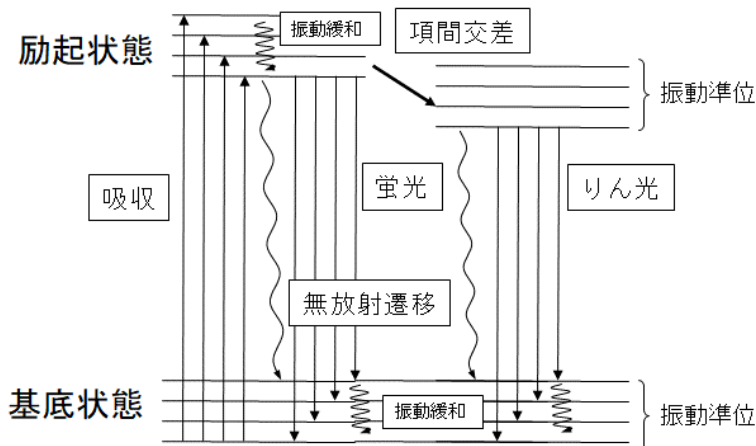 振動緩和
項間交差
励起状態
振動準位
吸収
蛍光
りん光
無放射遷移
基底状態
振動緩和
振動準位